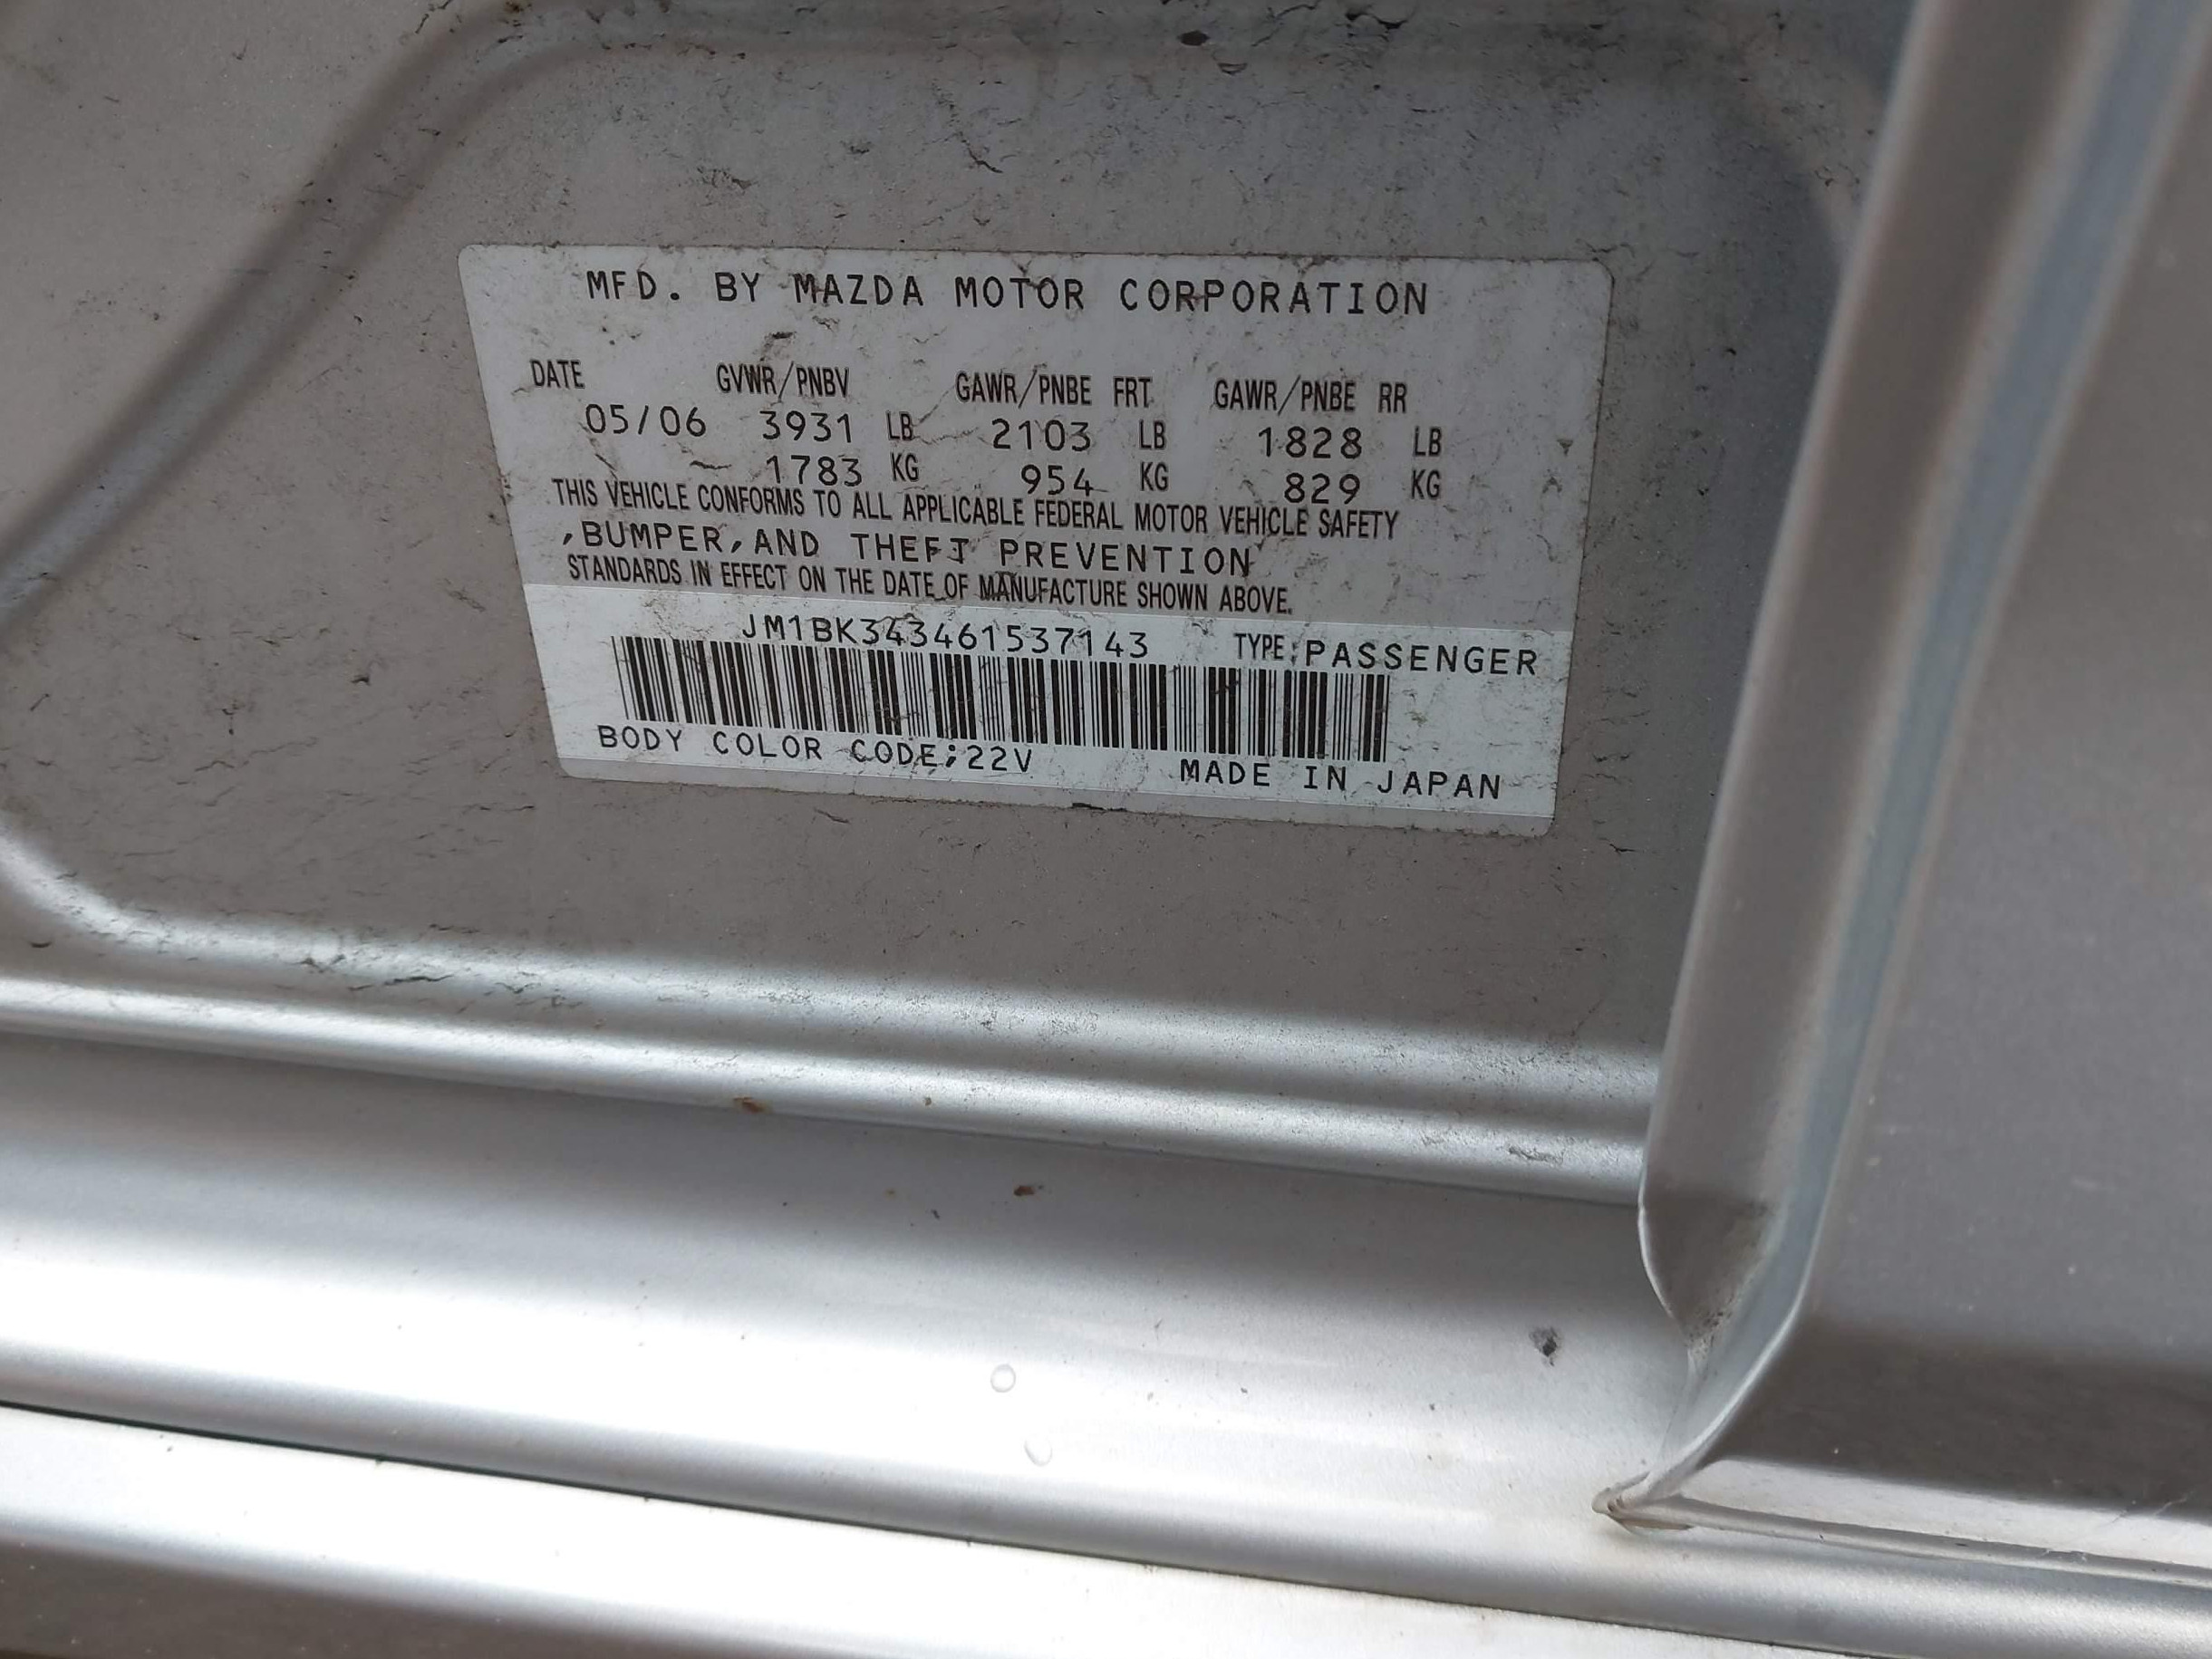 MFD. BY MAZDA MOTOR CORPORATION
DATE GVWR/PNBV GAWR/PNBE FRT GAWR/PNBE RR
05/06 3931 LB 2103 LB 1828 LB
1783 KG 954 KG 829 KG
THIS VEHICLE CONFORMS TO ALL APPLICABLE FEDERAL MOTOR VEHICLE SAFETY
,BUMPER,AND THEFT PREVENTION
STANDARDS IN EFFECT ON THE DATE OF MANUFACTURE SHOWN ABOVE.
JM1BK343461537143 TYPE:PASSENGER
BODY COLOR CODE;22V MADE IN JAPAN